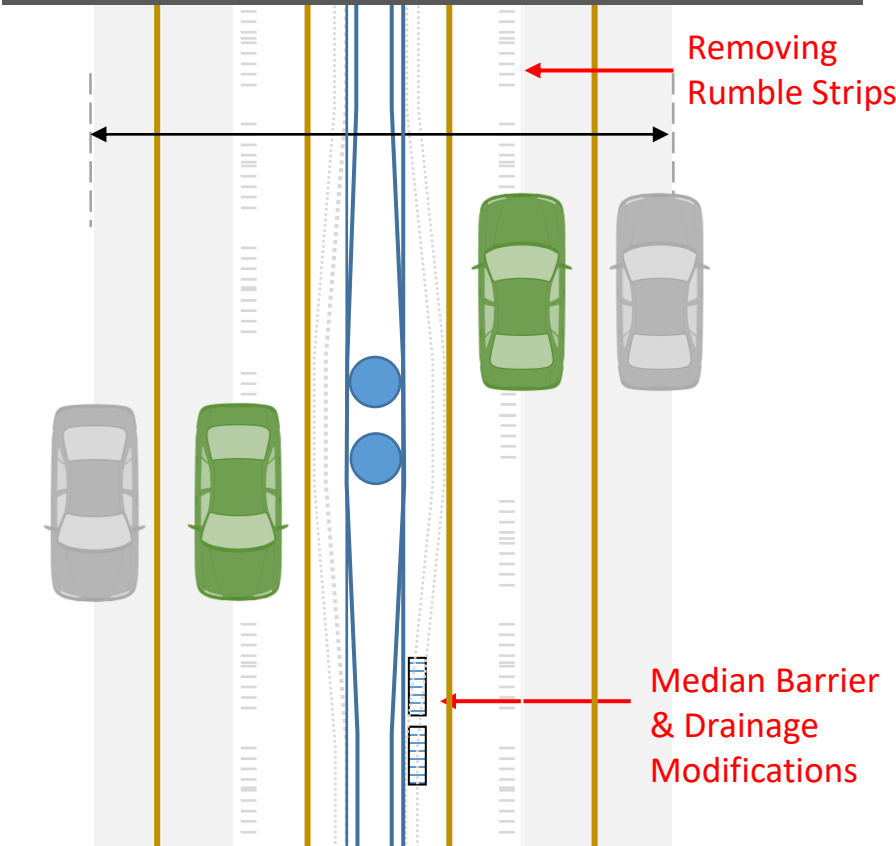 Removing
Rumble Strips
Median Barrier
& Drainage
Modifications